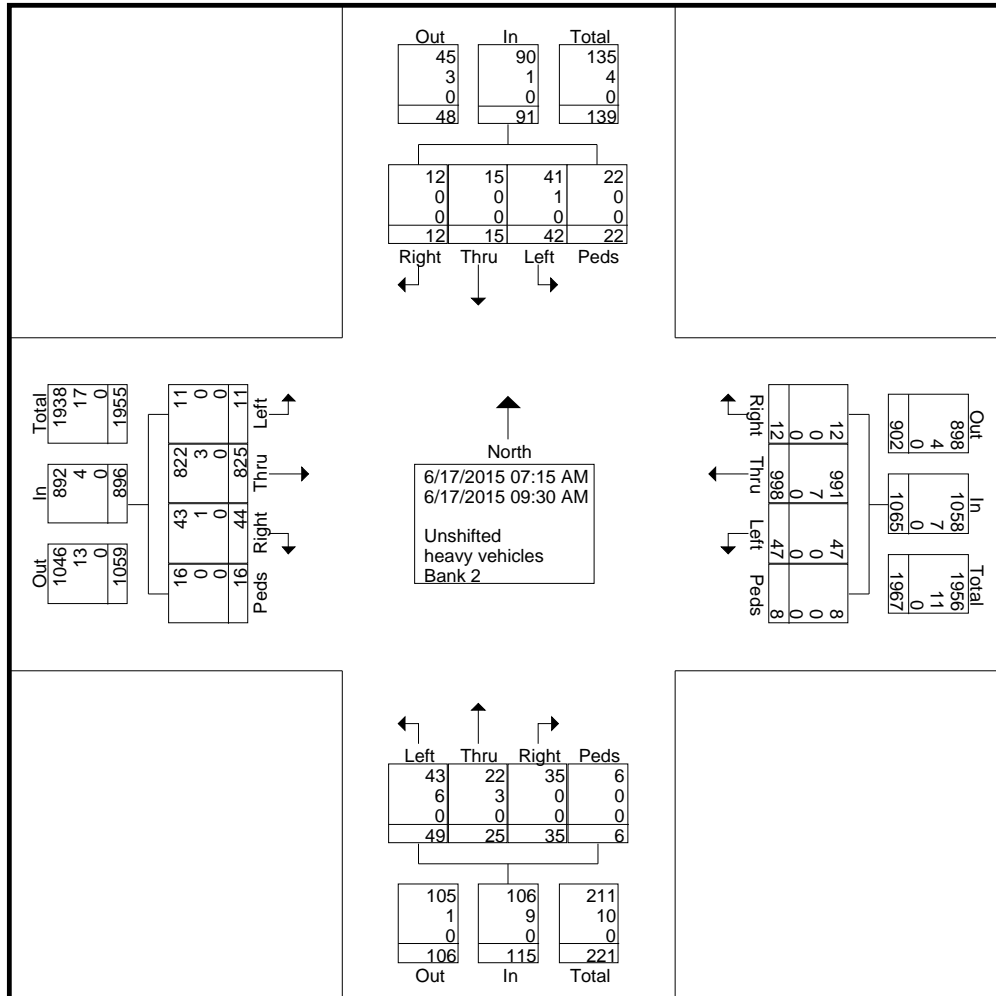 Out In Total
45 90 135
3 1 4
0 0 0
48 91 139
12 15 41 22
0 0 1 0
0 0 0 0
12 15 42 22
Right Thru Left Peds
Total
1938
17
0
1955
In
892
4
0
896
Out
1046
13
0
1059
11
0
0
11
Left
822
3
0
825
Thru
43
1
0
44
Right
16
0
0
16
Peds
North
6/17/2015 07:15 AM
6/17/2015 09:30 AM
Unshifted
heavy vehicles
Bank 2
Right
12
0
0
12
Thru
991
7
0
998
Left
47
0
0
47
Peds
8
0
0
8
Out
898
4
0
902
In
1058
7
0
1065
Total
1956
11
0
1967
Left Thru Right Peds
43 22 35 6
6 3 0 0
0 0 0 0
49 25 35 6
105 106 211
1 9 10
0 0 0
106 115 221
Out In Total